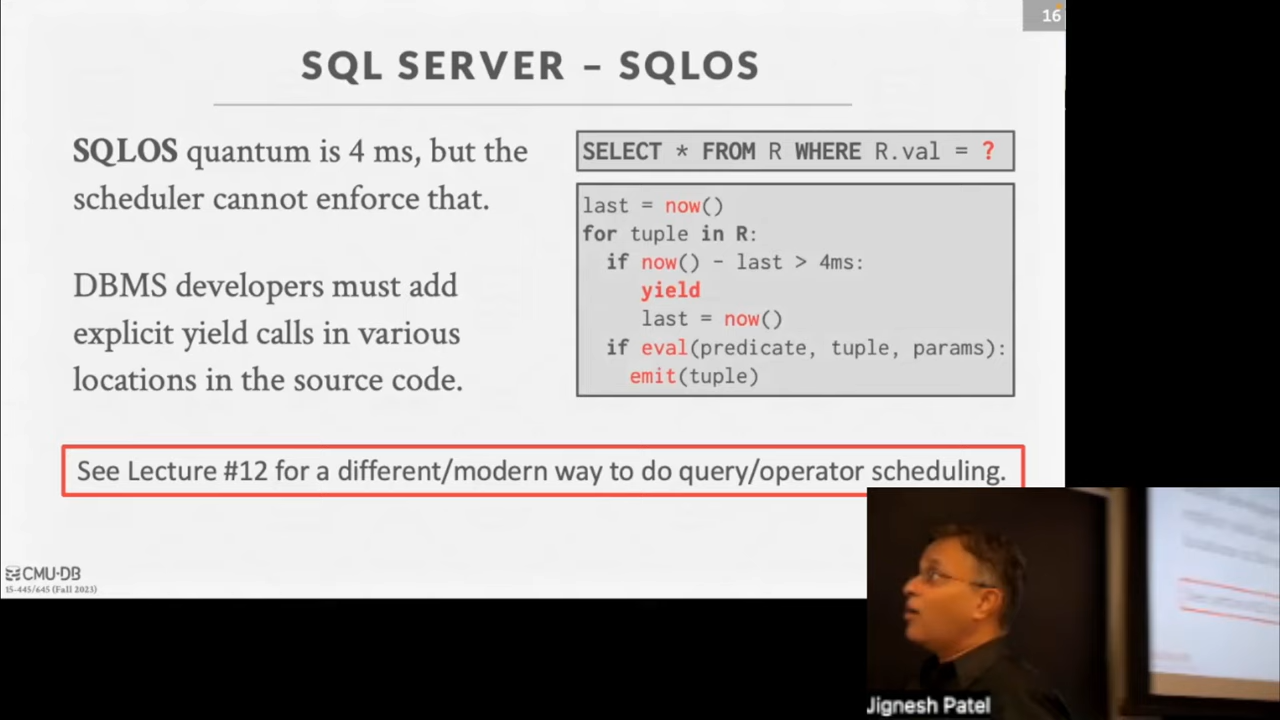 16
SQL SERVER – SQLOS
SQLOS quantum is 4 ms, but the
scheduler cannot enforce that.
DBMS developers must add
explicit yield calls in various
locations in the source code.
SELECT * FROM R WHERE R.val = ?
last = now()
for tuple in R:
if now() - last > 4ms:
yield
last = now()
if eval(predicate, tuple, params):
emit(tuple)
See Lecture #12 for a different/modern way to do query/operator scheduling.
CMU·DB
15-445/645 (Fall 2023)
Jignesh Patel